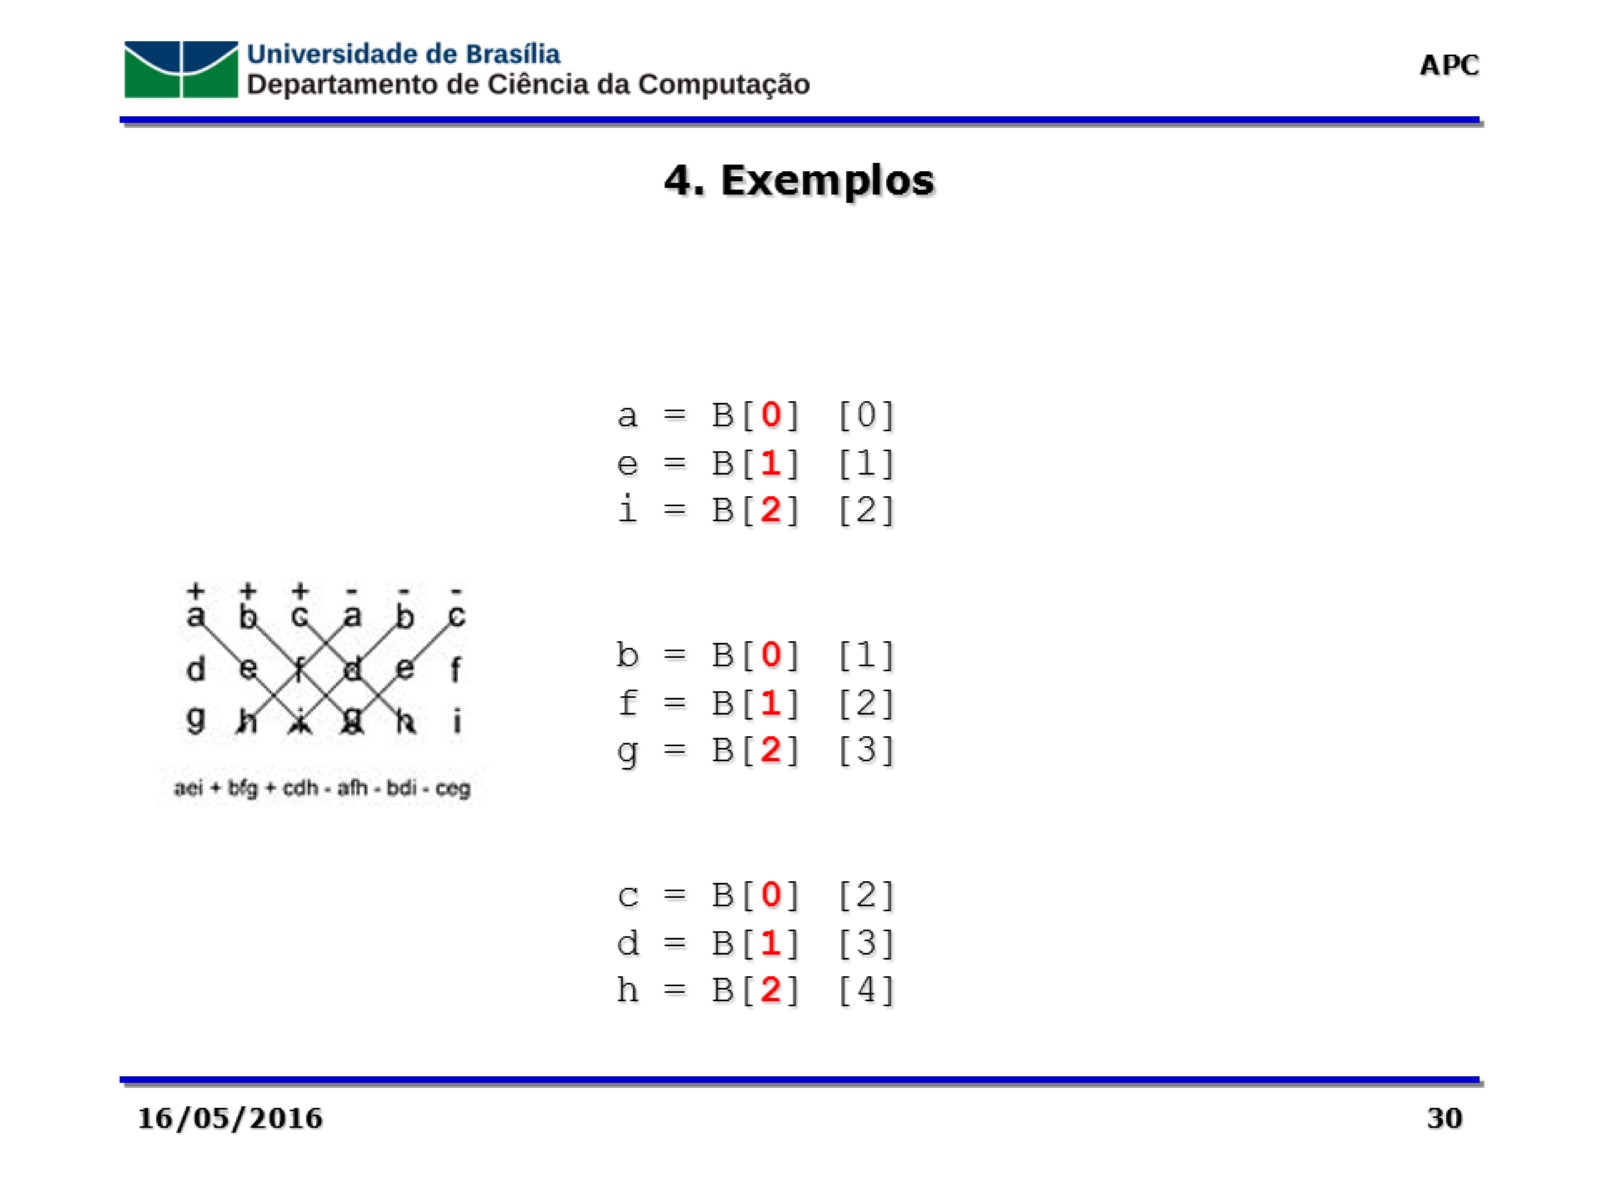 Universidade de Brasília
Departamento de Ciência da Computação
APC
4. Exemplos
a = B[0] [0]
e = B[1] [1]
i = B[2] [2]
+ + + - - -
a b c a b c
d e f d e f
g h i g h i
aei + bfg + cdh - afh - bdi - ceg
b = B[0] [1]
f = B[1] [2]
g = B[2] [3]
c = B[0] [2]
d = B[1] [3]
h = B[2] [4]
16/05/2016
30